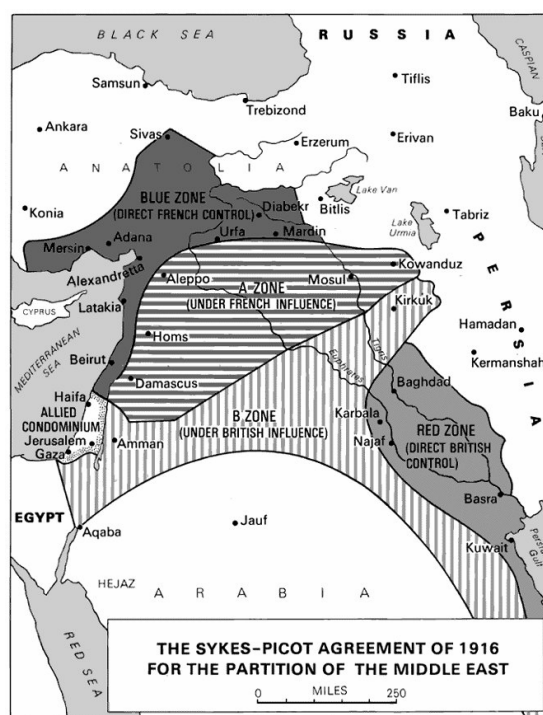 BLACK SEA
RUSSIA
CASPIAN
Samsun
Tiflis
Trebizond
Baku
Ankara
Sivas
Erzerum
Erivan
ANATOLIA
Lake Van
BLUE ZONE
(DIRECT FRENCH CONTROL)
Diabekr
Bitlis
Konia
Lake
Urmia
Tabriz
Mersin
Adana
Urfa
Mardin
PERSIA
Alexandretta
Kowanduz
Aleppo
A ZONE
(UNDER FRENCH INFLUENCE)
Mosul
CYPRUS
Latakia
Kirkuk
Hamadan
MEDITERRANEAN
SEA
Homs
Kermanshah
Beirut
Euphrates
Tigris
Damascus
Baghdad
Haifa
ALLIED
CONDOMINIUM
B ZONE
(UNDER BRITISH INFLUENCE)
Karbala
RED ZONE
(DIRECT BRITISH
CONTROL)
Jerusalem
Amman
Najaf
Gaza
Basra
EGYPT
Aqaba
Jauf
Kuwait
Persian
Gulf
HEJAZ
ARABIA
RED SEA
THE SYKES-PICOT AGREEMENT OF 1916
FOR THE PARTITION OF THE MIDDLE EAST
MILES
0 250